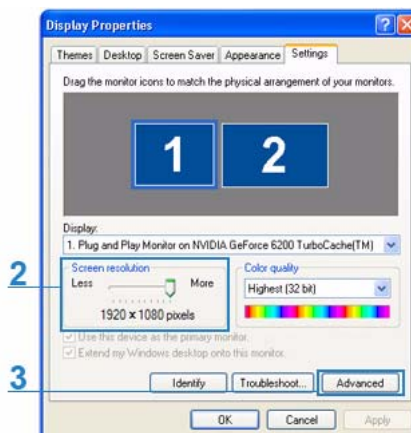 Display Properties
Themes Desktop Screen Saver Appearance Settings
Drag the monitor icons to match the physical arrangement of your monitors.
1 2
Display:
1. Plug and Play Monitor on NVIDIA GeForce 6200 TurboCache(TM)
2
Screen resolution
Less More
1920 × 1080 pixels
Color quality
Highest (32 bit)
Use this device as the primary monitor.
Extend my Windows desktop onto this monitor.
3
Identify Troubleshoot... Advanced
OK Cancel Apply